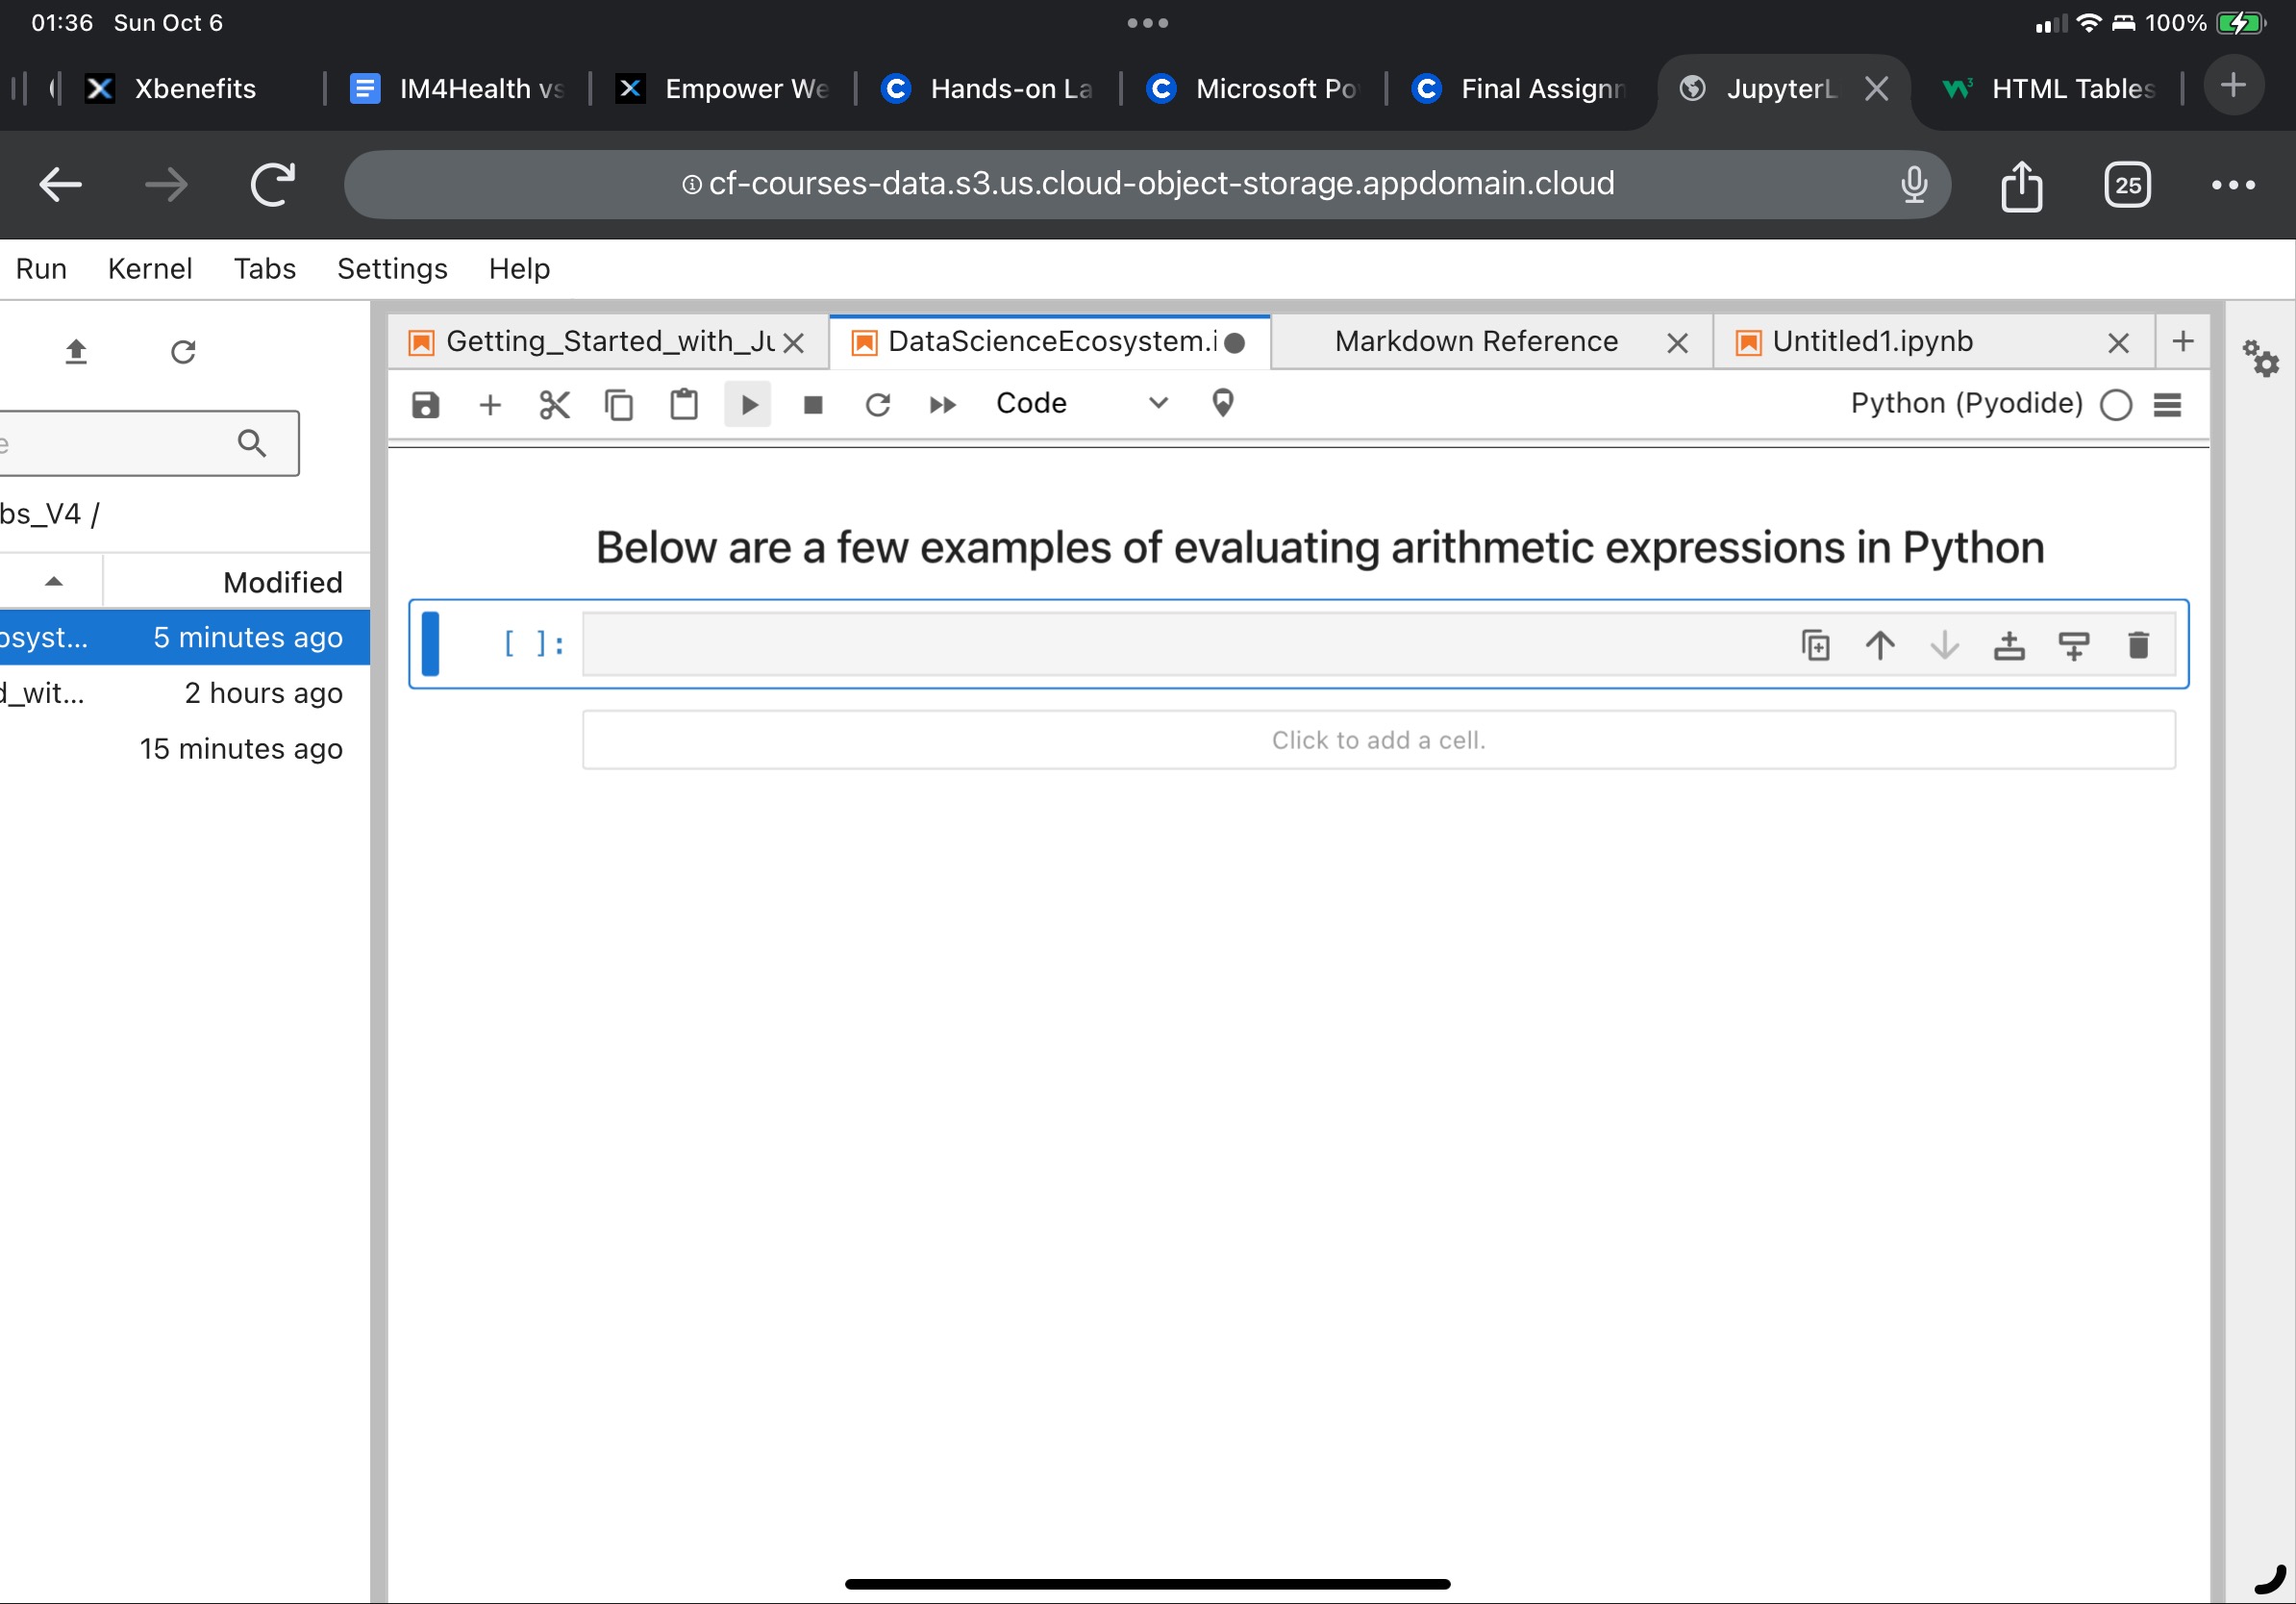 01:36 Sun Oct 6 100%
Xbenefits IM4Health vs Empower We Hands-on La Microsoft Po Final Assignn JupyterL HTML Tables
cf-courses-data.s3.us.cloud-object-storage.appdomain.cloud 25
Run Kernel Tabs Settings Help
Getting_Started_with_Ju DataScienceEcosystem.i Markdown Reference Untitled1.ipynb
Code Python (Pyodide)
e
bs_V4 /
Below are a few examples of evaluating arithmetic expressions in Python
Modified
osyst... 5 minutes ago
[ ]:
d_wit... 2 hours ago
15 minutes ago
Click to add a cell.